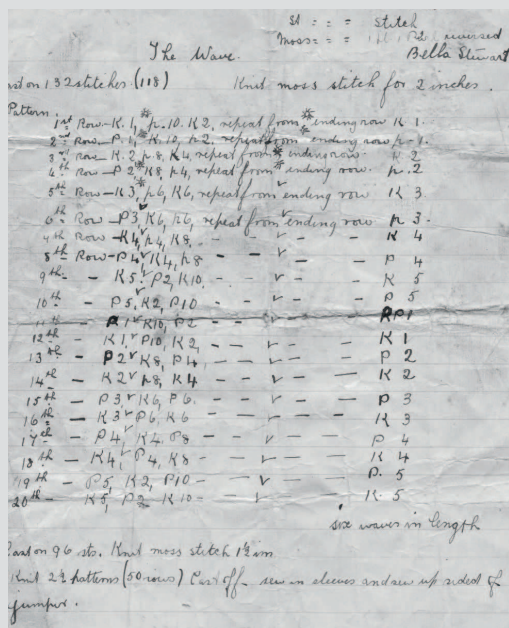 St = = = Stitch
Moss = = reversed
The Wave. Bella Stewart
ast on 132 stitches (118) Knit moss stitch for 2 inches.
Pattern.
1st Row - K.1, * p.10. K2, repeat from * ending row K 1.
2nd Row - P.1, * K.10, p2, repeat from * ending row p-1.
3rd Row - K.2 * p8, K4, repeat from * ending row p.2
4th Row - P 2 * K8, p4, repeat from * ending row p.2
5th Row - K3 * p6, K6, repeat from ending row K 3
6th Row - P3 ✓ K6, p6, repeat from ✓ ending row p 3.
7th Row - K4 ✓ p4, K8, - - ✓ - - K 4
8th Row - P4 ✓ K4, p8 - - ✓ - - P 4
9th - - K5 ✓ P2, K10. - - ✓ - - K 5
10th - P5, K2, P10 - - ✓ - P 5
11th - P1 ✓ K10, P2 - - ✓ - P1
12th - K1 ✓ P10, K2, - - ✓ - - K 1
13th - P2 ✓ K8, P4, - - ✓ - - P 2
14th - K2 ✓ p8, K4 - - ✓ - - K 2
15th - P3, ✓ K6, P6. - - ✓ - - P 3
16th - K3 ✓ P6, K6 - - - ✓ - - K 3
17th - P4, ✓ K4. P8 - - ✓ - - P 4
18th - K4, ✓ P4, K8 - - ✓ - - K 4
19th - P5, K2, P10 - - ✓ - P. 5
20th - K5, P2 K10 - - ✓ - K. 5
six waves in length
Cast on 96 sts. Knit moss stitch 1½ ins
Knit 2½ patterns (50 rows) Cast off - sew in sleeves and sew up sides of
jumper.